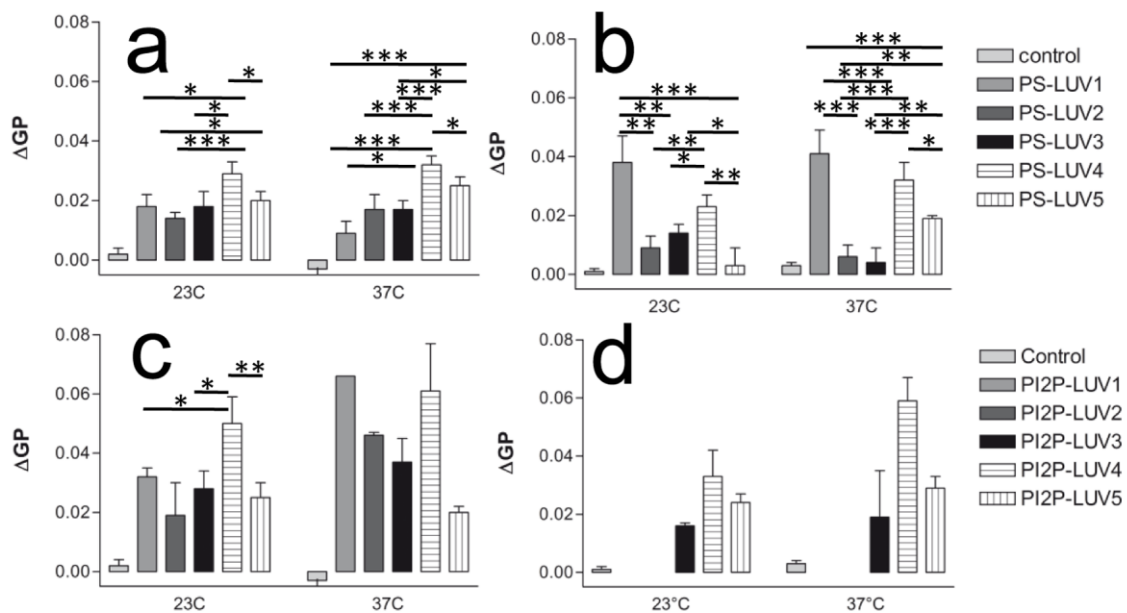 a
0.08
0.06
0.04
0.02
0.00
ΔGP
*
***
*
*
*
***
*
***
***
*
***
*
23C
37C
b
0.08
0.06
0.04
0.02
0.00
ΔGP
***
**
**
*
**
*
**
***
**
***
***
***
**
***
*
23C
37C
control
PS-LUV1
PS-LUV2
PS-LUV3
PS-LUV4
PS-LUV5
c
0.08
0.06
0.04
0.02
0.00
ΔGP
**
*
*
23C
37C
d
0.08
0.06
0.04
0.02
0.00
ΔGP
23°C
37°C
Control
PI2P-LUV1
PI2P-LUV2
PI2P-LUV3
PI2P-LUV4
PI2P-LUV5